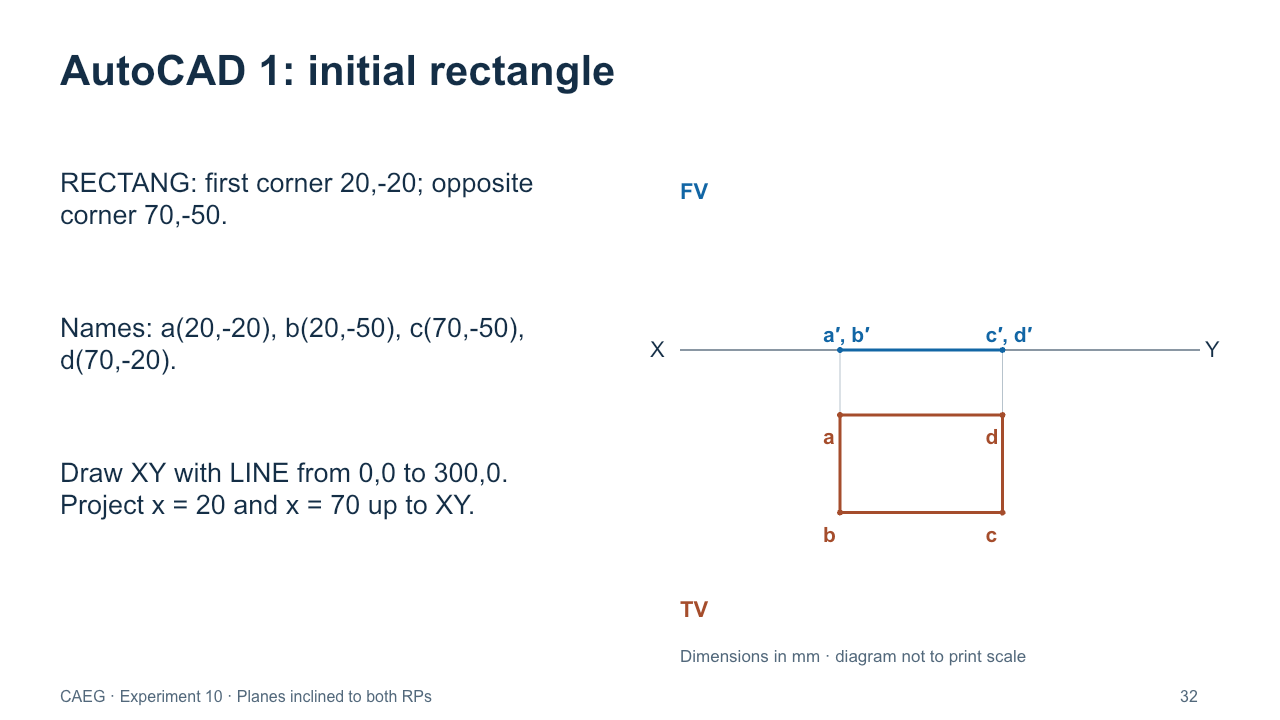 AutoCAD 1: initial rectangle
RECTANG: first corner 20,-20; opposite
corner 70,-50.
Names: a(20,-20), b(20,-50), c(70,-50),
d(70,-20).
Draw XY with LINE from 0,0 to 300,0.
Project x = 20 and x = 70 up to XY.
FV
a′, b′
c′, d′
X
Y
a
d
b
c
TV
Dimensions in mm · diagram not to print scale
CAEG · Experiment 10 · Planes inclined to both RPs
32